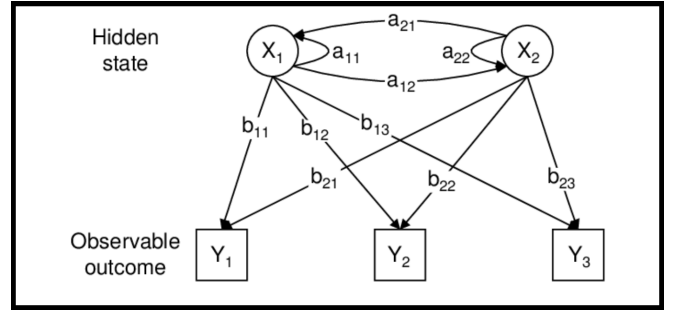 Hidden
state
X₁
X₂
a₂₁
a₁₁
a₂₂
a₁₂
b₁₁
b₁₂
b₁₃
b₂₁
b₂₂
b₂₃
Observable
outcome
Y₁
Y₂
Y₃